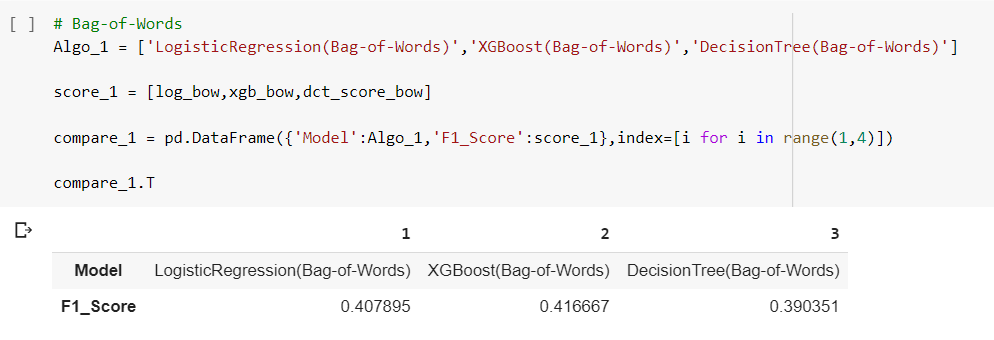 [ ] # Bag-of-Words
Algo_1 = ['LogisticRegression(Bag-of-Words)','XGBoost(Bag-of-Words)','DecisionTree(Bag-of-Words)']
score_1 = [log_bow,xgb_bow,dct_score_bow]
compare_1 = pd.DataFrame({'Model':Algo_1,'F1_Score':score_1},index=[i for i in range(1,4)])
compare_1.T
1 2 3
Model LogisticRegression(Bag-of-Words) XGBoost(Bag-of-Words) DecisionTree(Bag-of-Words)
F1_Score 0.407895 0.416667 0.390351